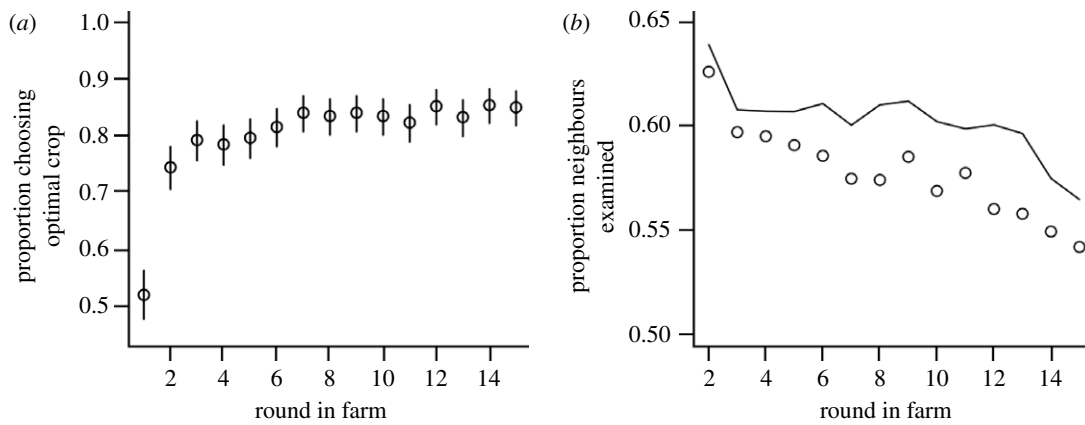 (a)
1.0
0.9
0.8
0.7
0.6
0.5
proportion choosing
optimal crop
2 4 6 8 10 12 14
round in farm
(b)
0.65
0.60
0.55
0.50
proportion neighbours
examined
2 4 6 8 10 12 14
round in farm